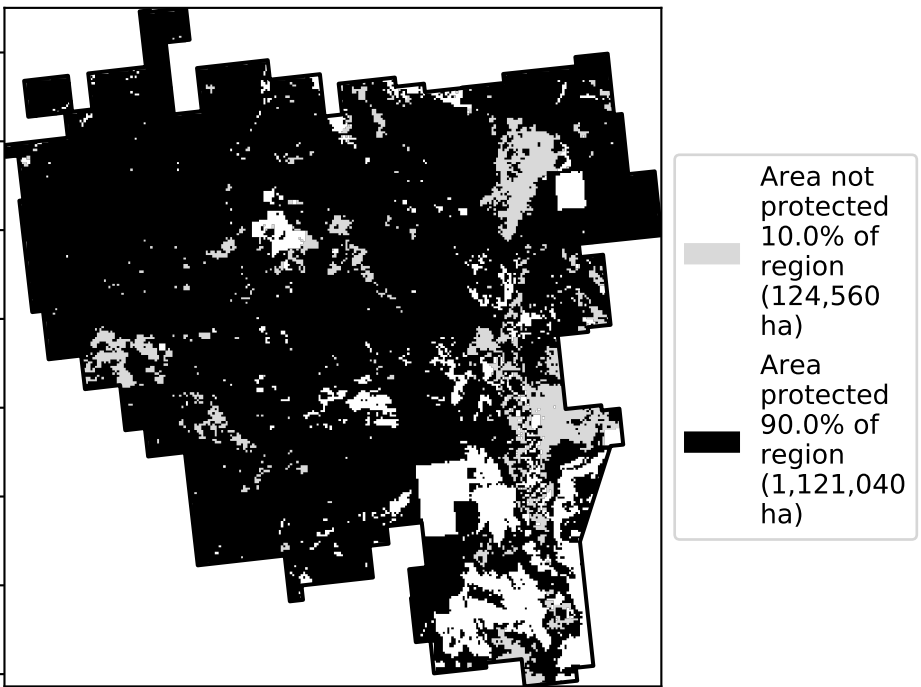 Area not
protected
10.0% of
region
(124,560
ha)
Area
protected
90.0% of
region
(1,121,040
ha)